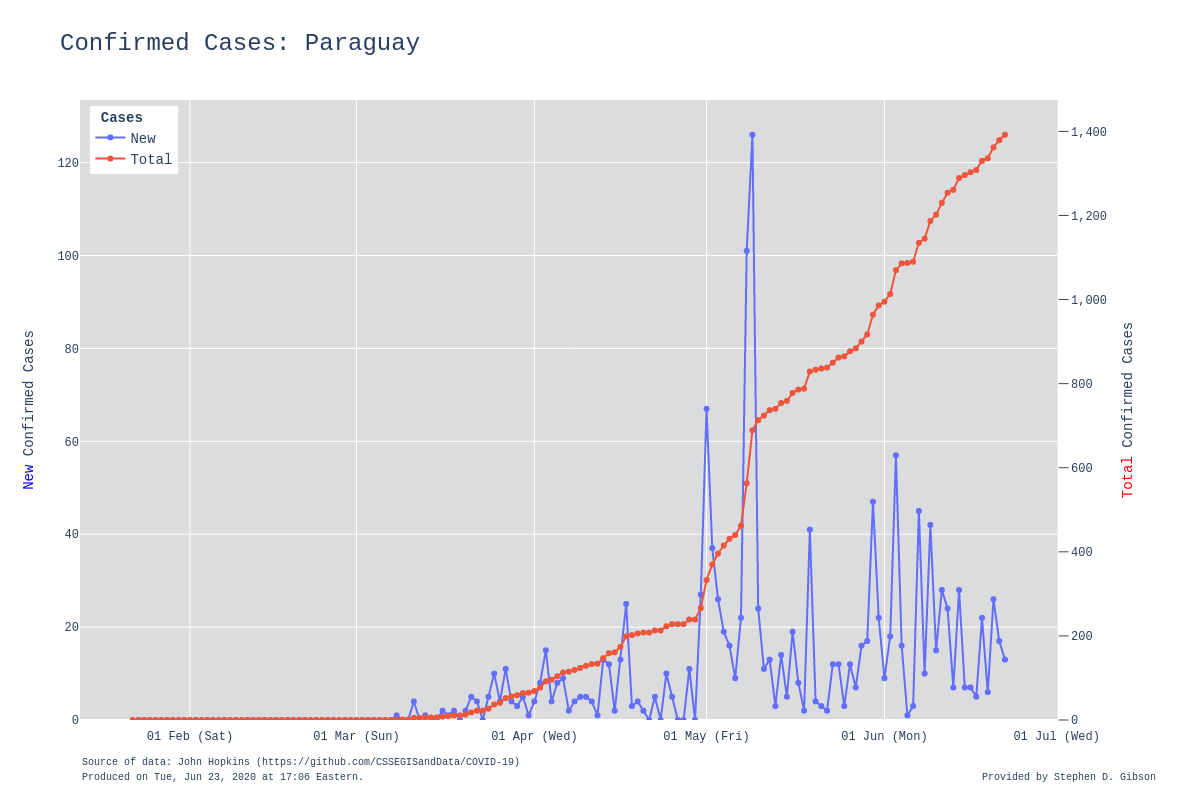 Confirmed Cases: Paraguay
Cases
New
Total
120
100
80
60
40
20
0
1,400
1,200
1,000
800
600
400
200
0
New Confirmed Cases
Total Confirmed Cases
01 Feb (Sat)
01 Mar (Sun)
01 Apr (Wed)
01 May (Fri)
01 Jun (Mon)
01 Jul (Wed)
Source of data: John Hopkins (https://github.com/CSSEGISandData/COVID-19)
Produced on Tue, Jun 23, 2020 at 17:06 Eastern.
Provided by Stephen D. Gibson